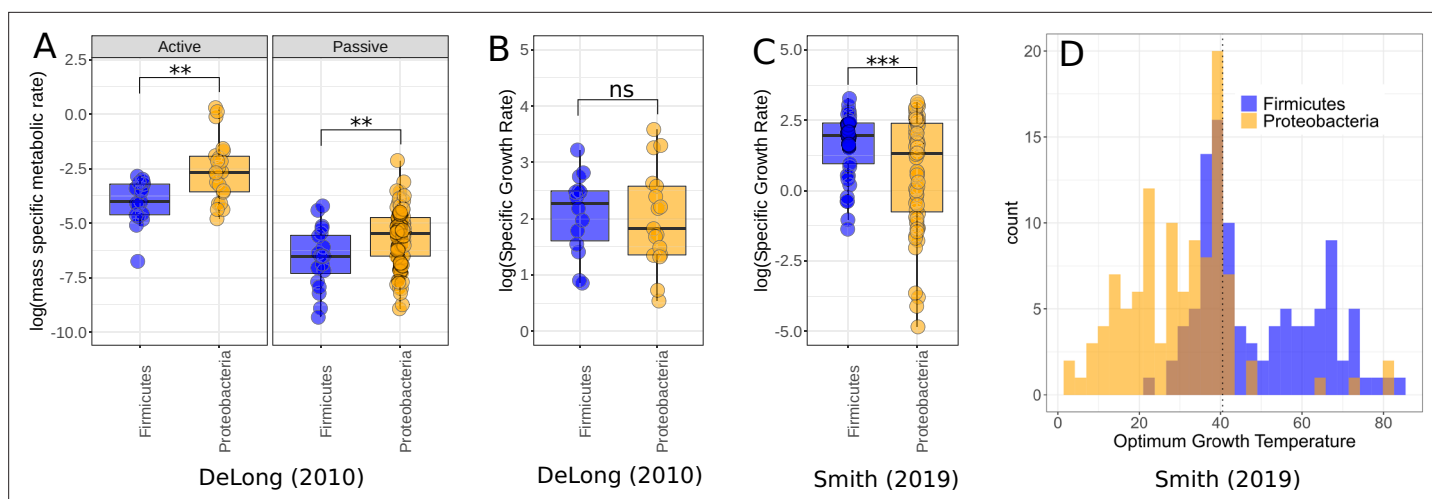 A
Active
Passive
log(mass specific metabolic rate)
2.5
0.0
-2.5
-5.0
-7.5
-10.0
**
**
Firmicutes
Proteobacteria
Firmicutes
Proteobacteria
DeLong (2010)
B
log(Specific Growth Rate)
5
4
3
2
1
0
ns
Firmicutes
Proteobacteria
DeLong (2010)
C
log(Specific Growth Rate)
5.0
2.5
0.0
-2.5
-5.0
***
Firmicutes
Proteobacteria
Smith (2019)
D
count
20
15
10
5
0
Firmicutes
Proteobacteria
0 20 40 60 80
Optimum Growth Temperature
Smith (2019)